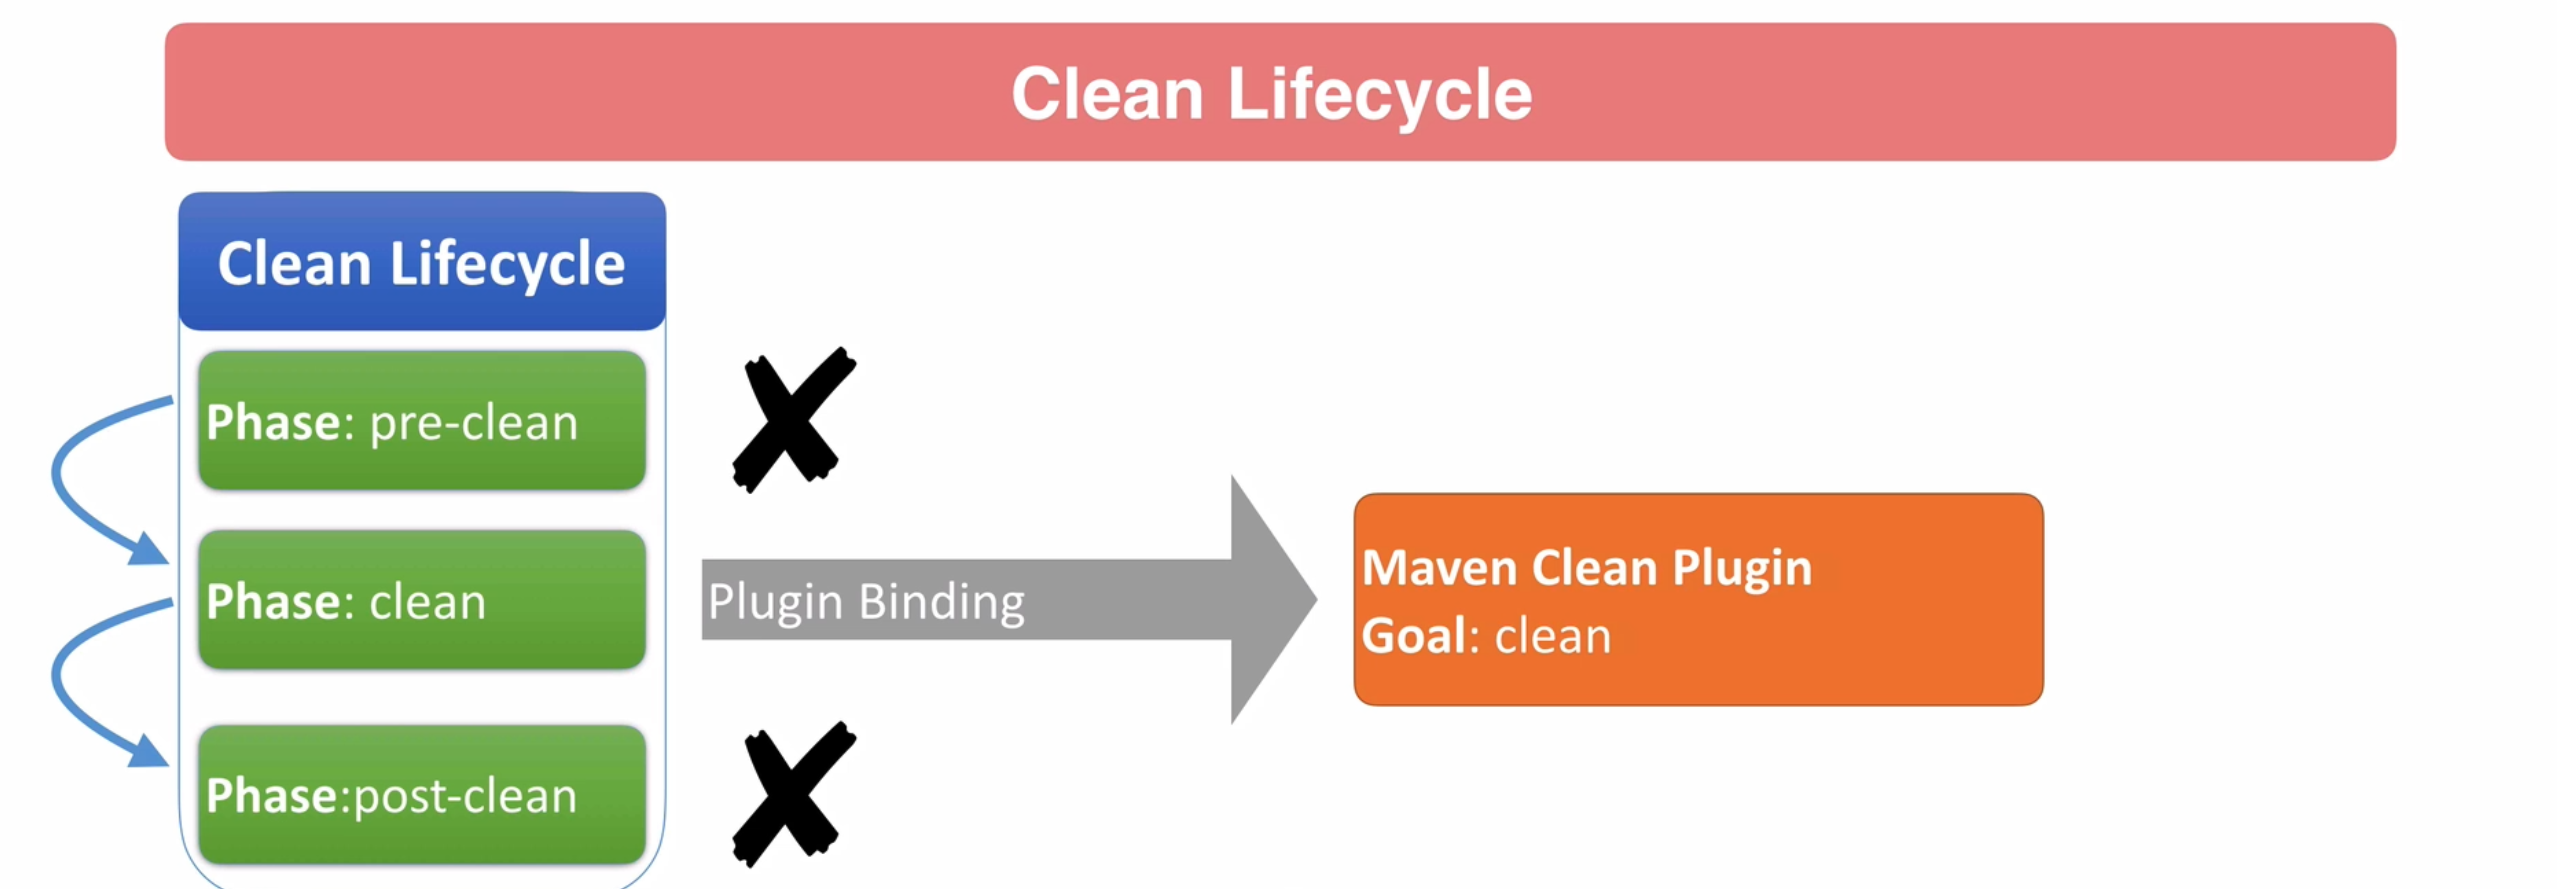 Clean Lifecycle
Clean Lifecycle
Phase: pre-clean
Phase: clean
Plugin Binding
Maven Clean Plugin
Goal: clean
Phase:post-clean